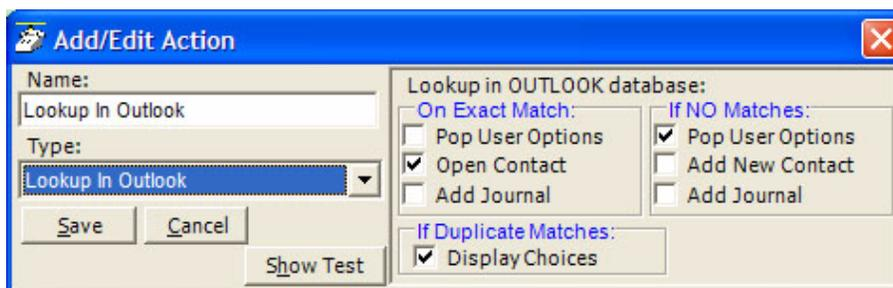 Add/Edit Action
Name:
Lookup In Outlook
Type:
Lookup In Outlook
Save Cancel
Show Test
Lookup in OUTLOOK database:
On Exact Match:
Pop User Options
Open Contact
Add Journal
If NO Matches:
Pop User Options
Add New Contact
Add Journal
If Duplicate Matches:
Display Choices